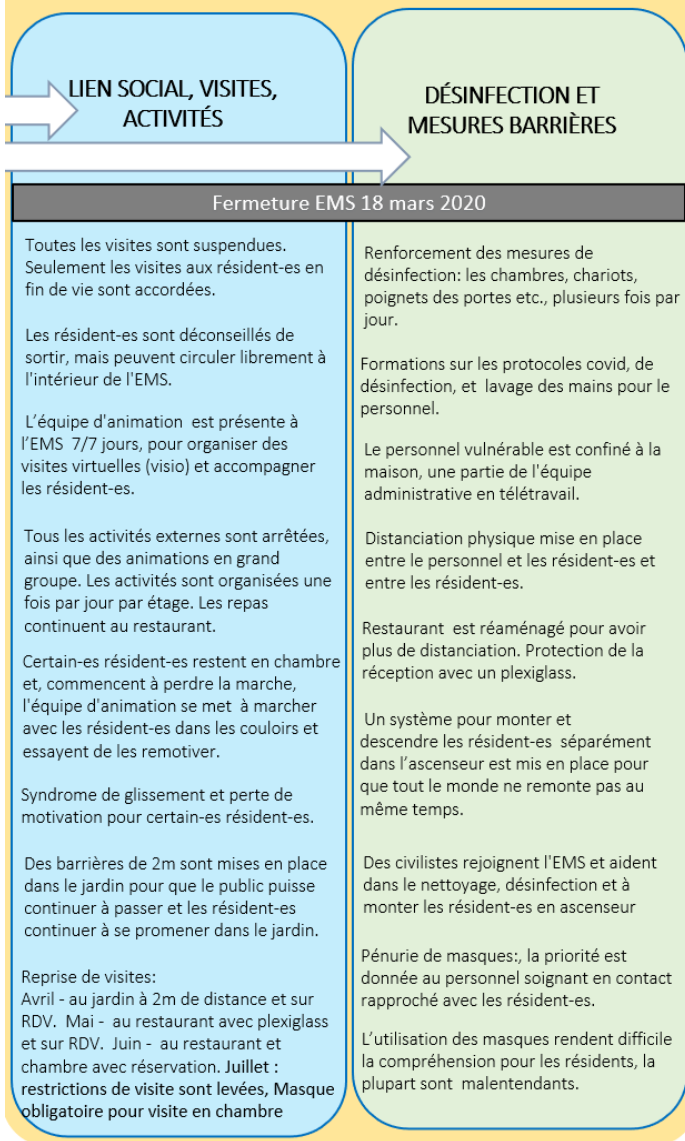 LIEN SOCIAL, VISITES,
ACTIVITÉS
DÉSINFECTION ET
MESURES BARRIÈRES
Fermeture EMS 18 mars 2020
Toutes les visites sont suspendues.
Seulement les visites aux résident-es en
fin de vie sont accordées.
Les résident-es sont déconseillés de
sortir, mais peuvent circuler librement à
l'intérieur de l'EMS.
L’équipe d'animation est présente à
l’EMS 7/7 jours, pour organiser des
visites virtuelles (visio) et accompagner
les résident-es.
Tous les activités externes sont arrêtées,
ainsi que des animations en grand
groupe. Les activités sont organisées une
fois par jour par étage. Les repas
continuent au restaurant.
Certain-es résident-es restent en chambre
et, commencent à perdre la marche,
l'équipe d'animation se met à marcher
avec les résident-es dans les couloirs et
essayent de les remotiver.
Syndrome de glissement et perte de
motivation pour certain-es résident-es.
Des barrières de 2m sont mises en place
dans le jardin pour que le public puisse
continuer à passer et les résident-es
continuer à se promener dans le jardin.
Reprise de visites:
Avril - au jardin à 2m de distance et sur
RDV. Mai - au restaurant avec plexiglass
et sur RDV. Juin - au restaurant et
chambre avec réservation. Juillet :
restrictions de visite sont levées, Masque
obligatoire pour visite en chambre
Renforcement des mesures de
désinfection: les chambres, chariots,
poignets des portes etc., plusieurs fois par
jour.
Formations sur les protocoles covid, de
désinfection, et lavage des mains pour le
personnel.
Le personnel vulnérable est confiné à la
maison, une partie de l'équipe
administrative en télétravail.
Distanciation physique mise en place
entre le personnel et les résident-es et
entre les résident-es.
Restaurant est réaménagé pour avoir
plus de distanciation. Protection de la
réception avec un plexiglass.
Un système pour monter et
descendre les résident-es séparément
dans l’ascenseur est mis en place pour
que tout le monde ne remonte pas au
même temps.
Des civilistes rejoignent l'EMS et aident
dans le nettoyage, désinfection et à
monter les résident-es en ascenseur
Pénurie de masques:, la priorité est
donnée au personnel soignant en contact
rapproché avec les résident-es.
L’utilisation des masques rendent difficile
la compréhension pour les résidents, la
plupart sont malentendants.